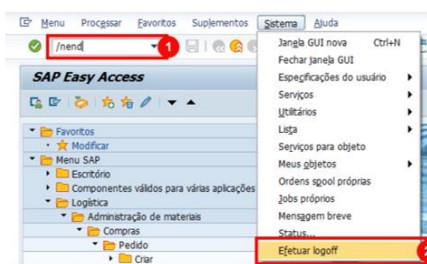 Menu Processar Favoritos Suplementos Sistema Ajuda
/nend
1
SAP Easy Access
Favoritos
Modificar
Menu SAP
Escritório
Componentes válidos para várias aplicações
Logística
Administração de materiais
Compras
Pedido
Criar
Janela GUI nova Ctrl+N
Fechar janela GUI
Especificações do usuário
Serviços
Utilitários
Lista
Serviços para objeto
Meus objetos
Ordens spool próprias
Jobs próprios
Mensagem breve
Status...
Efetuar logoff
2